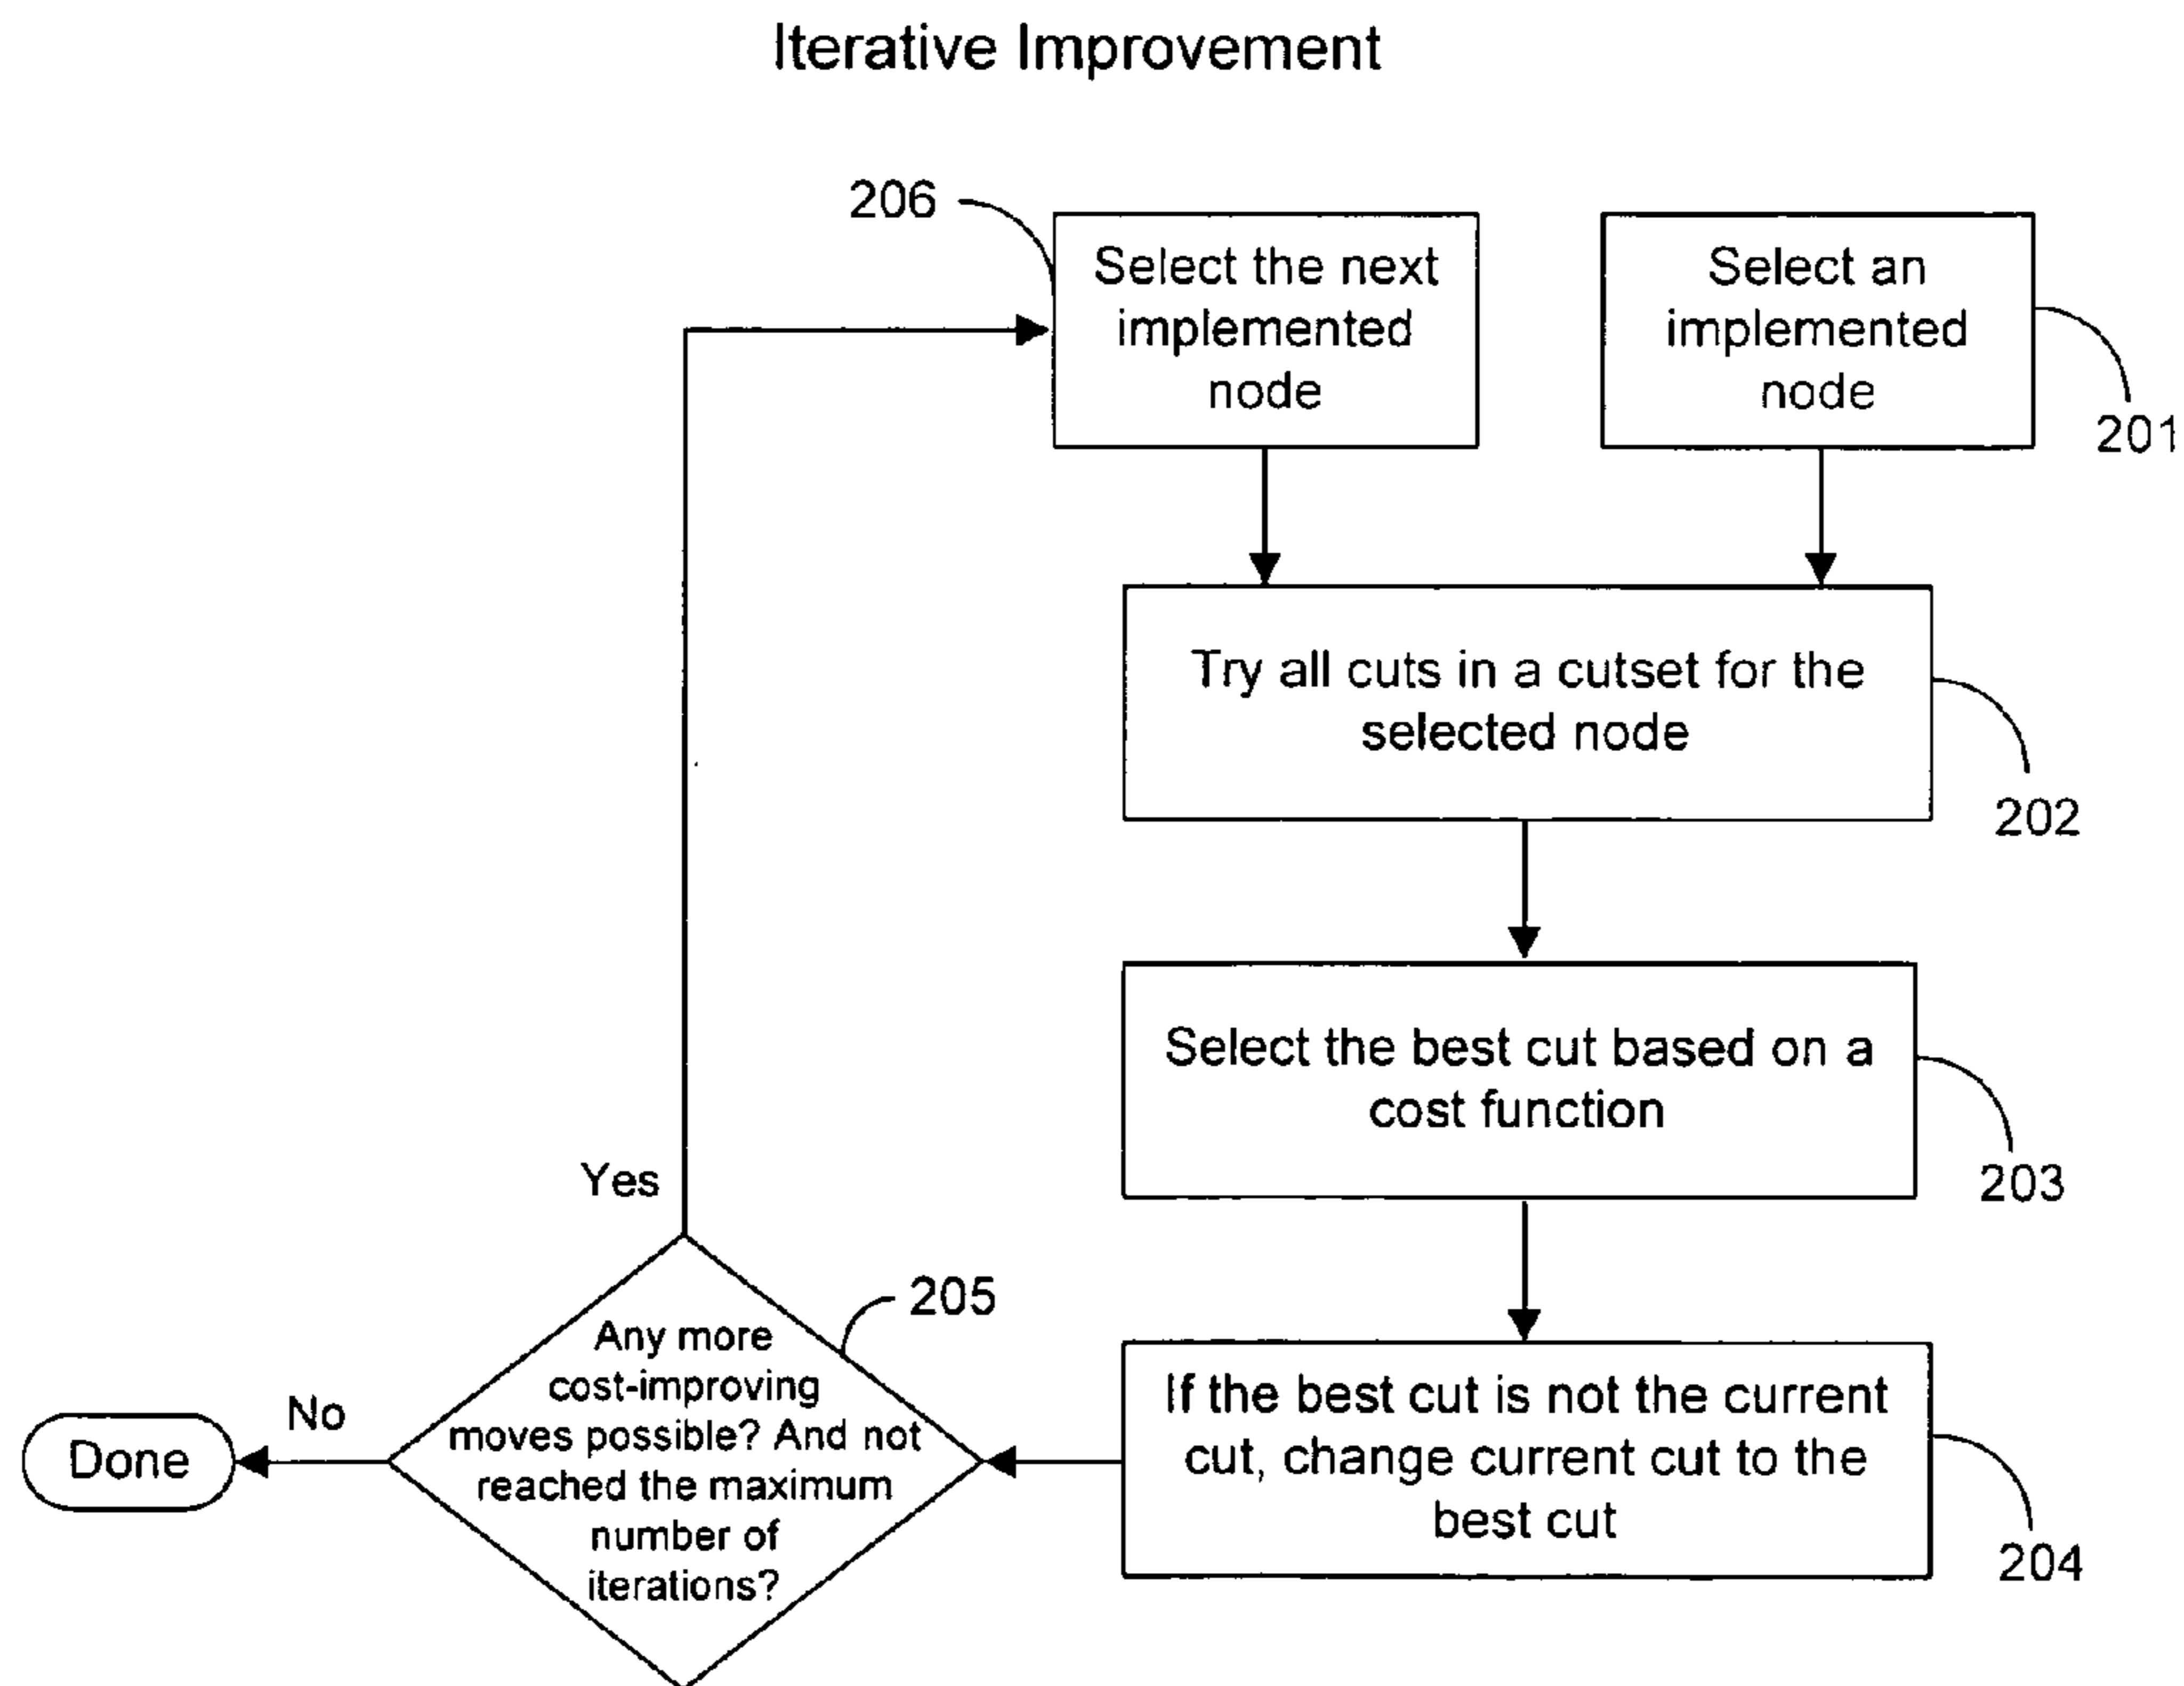 Iterative Improvement
206
Select the next
implemented
node
Select an
implemented
node
201
Try all cuts in a cutset for the
selected node
202
Select the best cut based on a
cost function
203
Yes
205
Any more
cost-improving
moves possible? And not
reached the maximum
number of
iterations?
No
Done
If the best cut is not the current
cut, change current cut to the
best cut
204